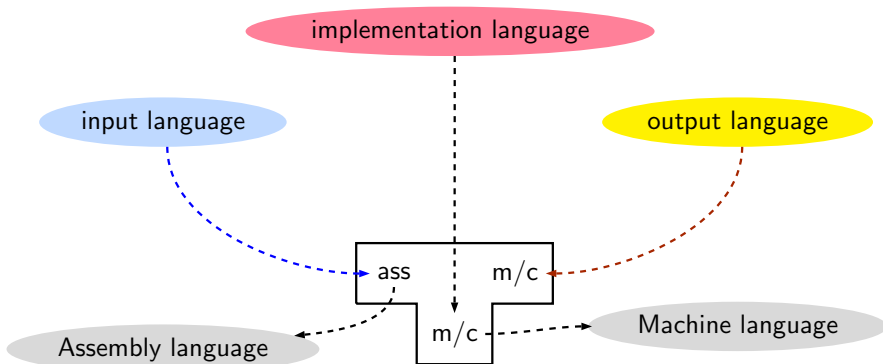 implementation language
input language
output language
ass
m/c
m/c
Machine language
Assembly language